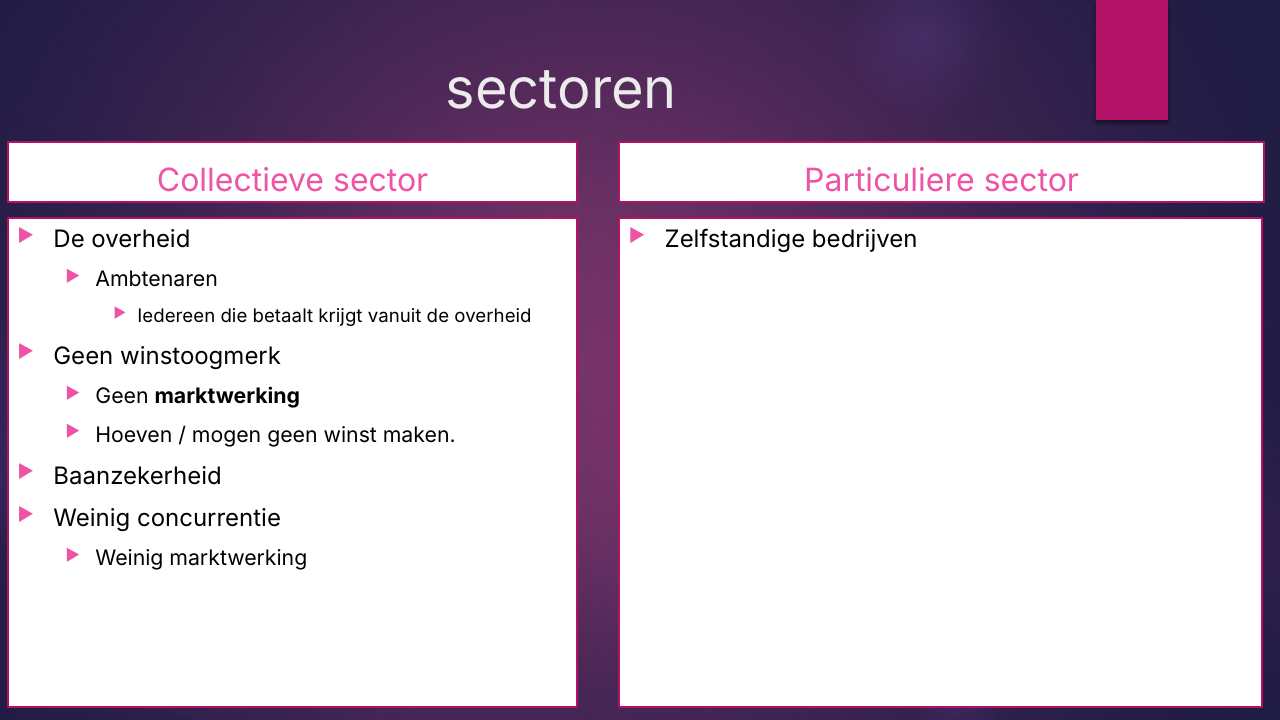 sectoren
Collectieve sector
De overheid
Ambtenaren
Iedereen die betaalt krijgt vanuit de overheid
Geen winstoogmerk
Geen marktwerking
Hoeven / mogen geen winst maken.
Baanzekerheid
Weinig concurrentie
Weinig marktwerking
Particuliere sector
Zelfstandige bedrijven